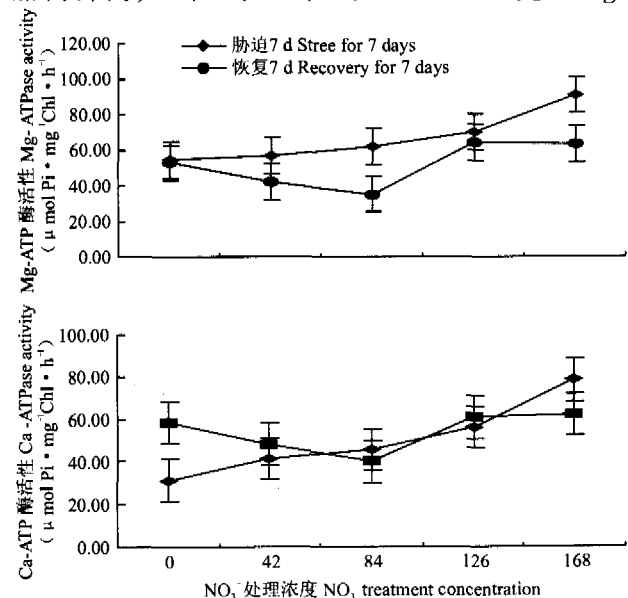 Mg-ATP 酶活性 Mg- ATPase activity
( μ mol Pi • mg⁻¹Chl • h⁻¹)
120.00
100.00
80.00
60.00
40.00
20.00
0.00
胁迫7 d Stree for 7 days
恢复7 d Recovery for 7 days
Ca-ATP 酶活性 Ca -ATPase activity
( μ mol Pi • mg⁻¹Chl • h⁻¹)
100.00
80.00
60.00
40.00
20.00
0.00
0 42 84 126 168
NO₃⁻处理浓度 NO₃ treatment concentration